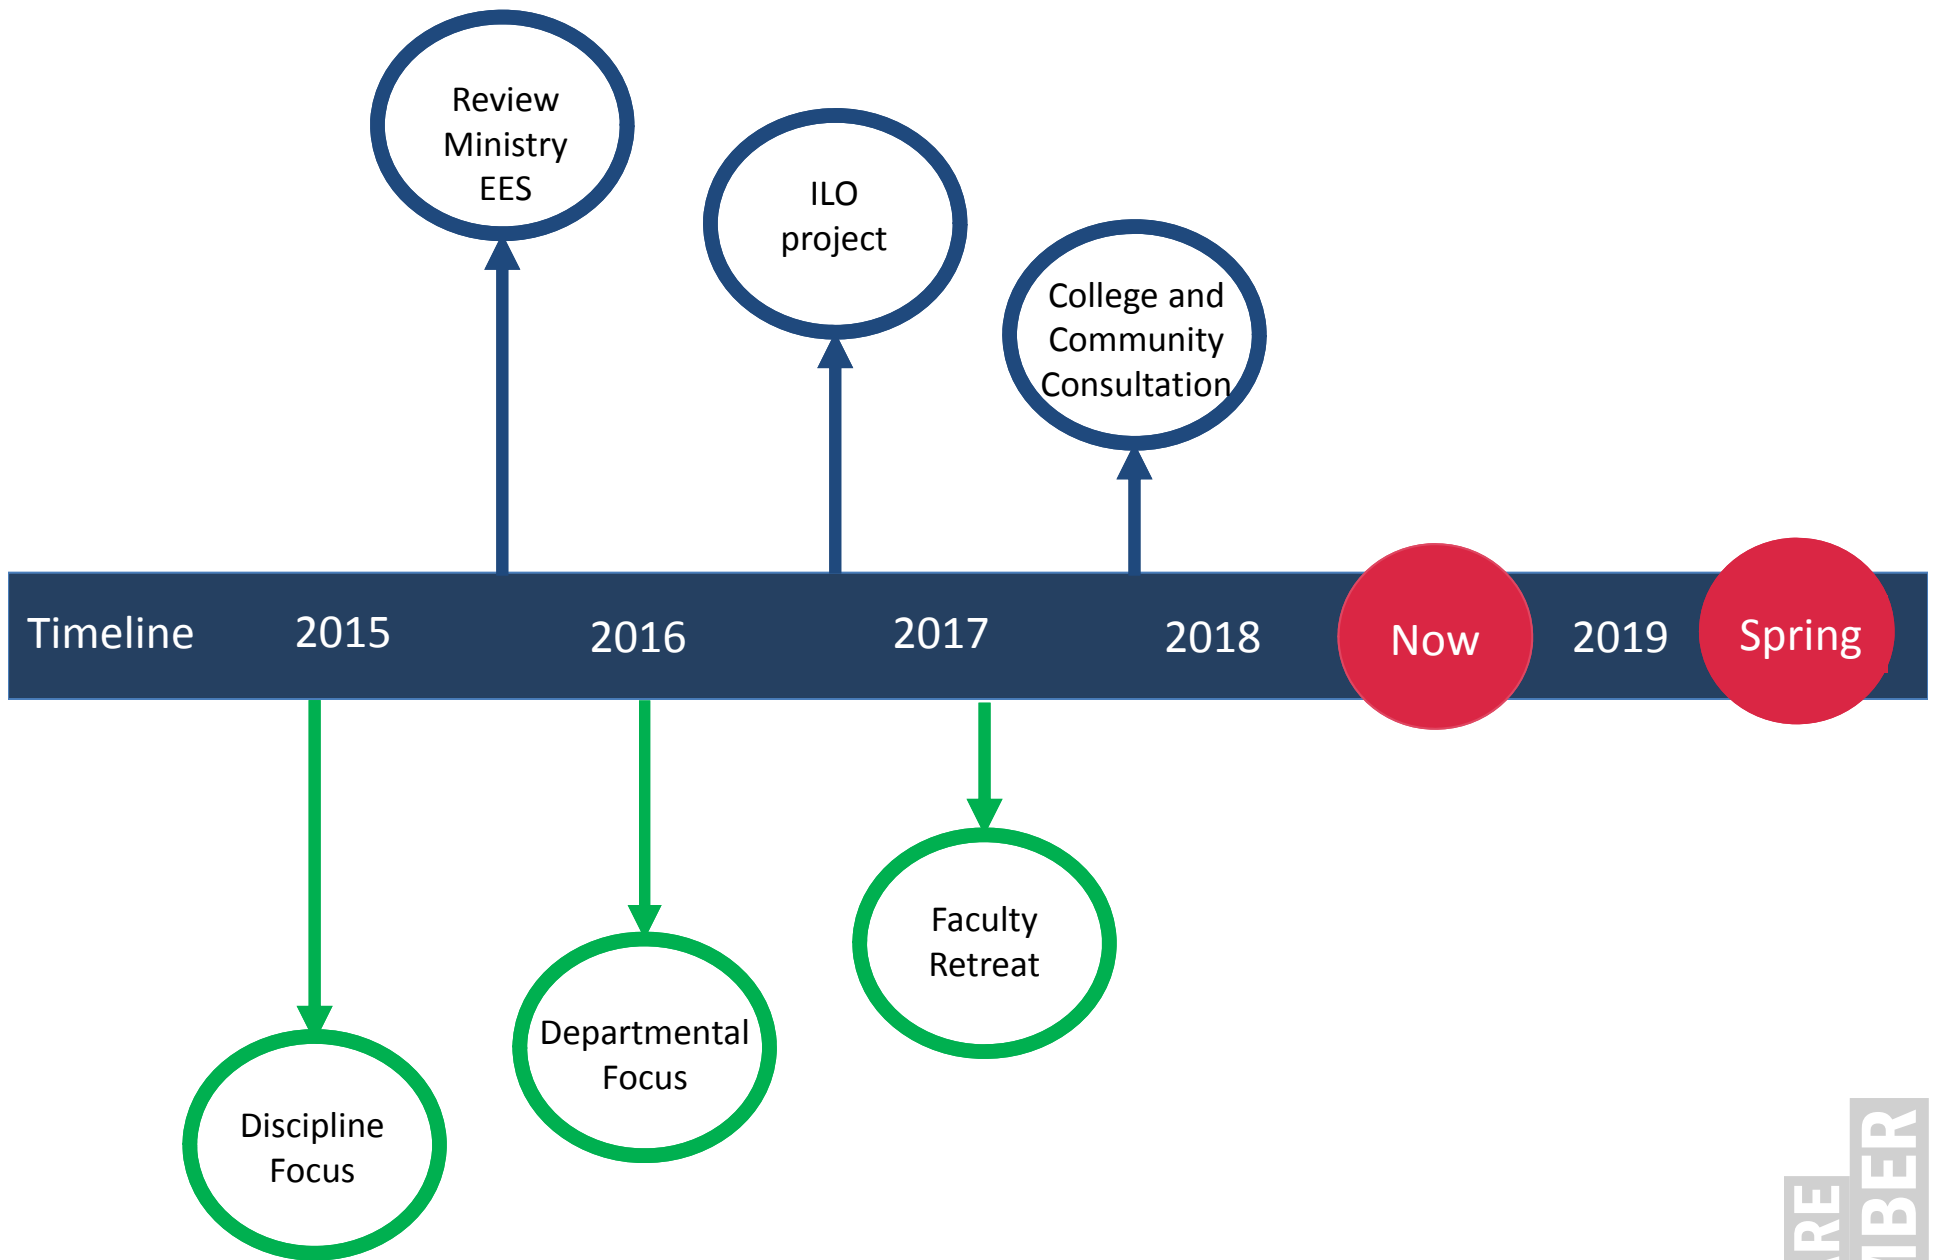 Review
Ministry
EES
ILO
project
College and
Community
Consultation
Timeline 2015 2016 2017 2018 Now 2019 Spring
Faculty
Retreat
Departmental
Focus
Discipline
Focus